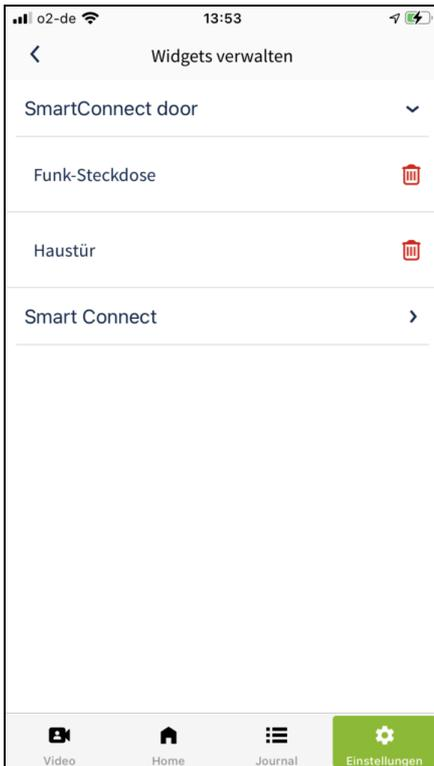 o2-de 13:53
Widgets verwalten
SmartConnect door
Funk-Steckdose
Haustür
Smart Connect
Video Home Journal Einstellungen